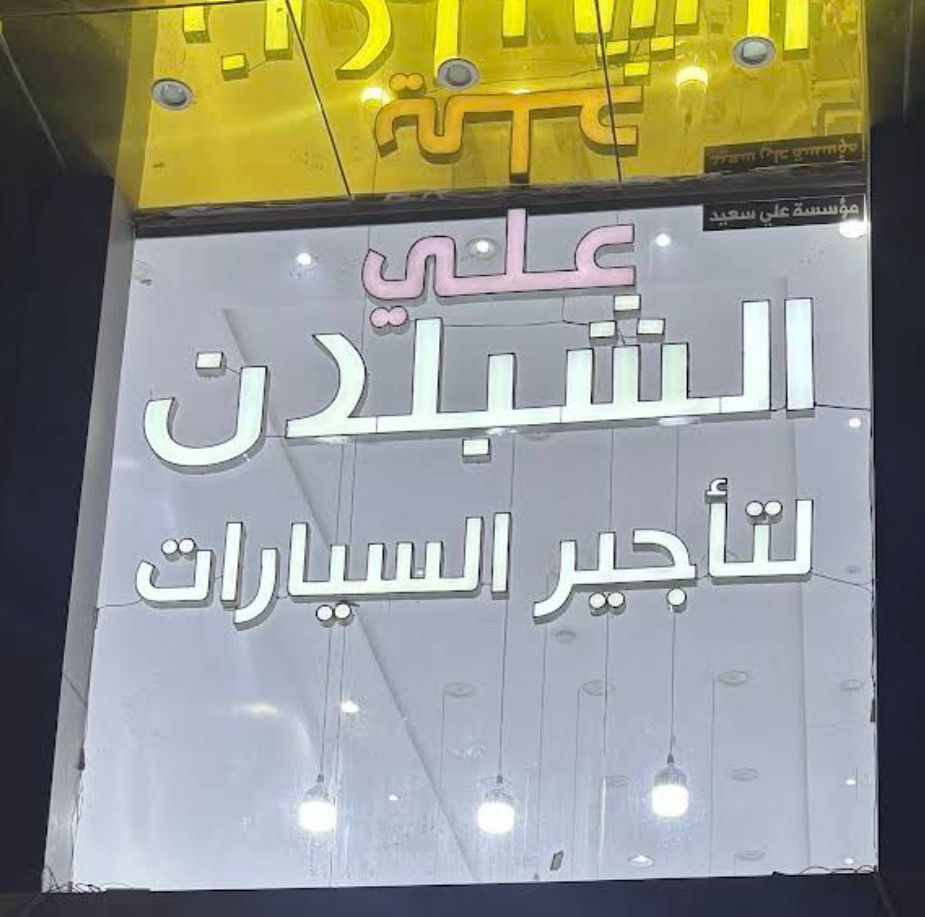 مؤسسة علي سعيد
علي
الشبلان
لتأجير السيارات